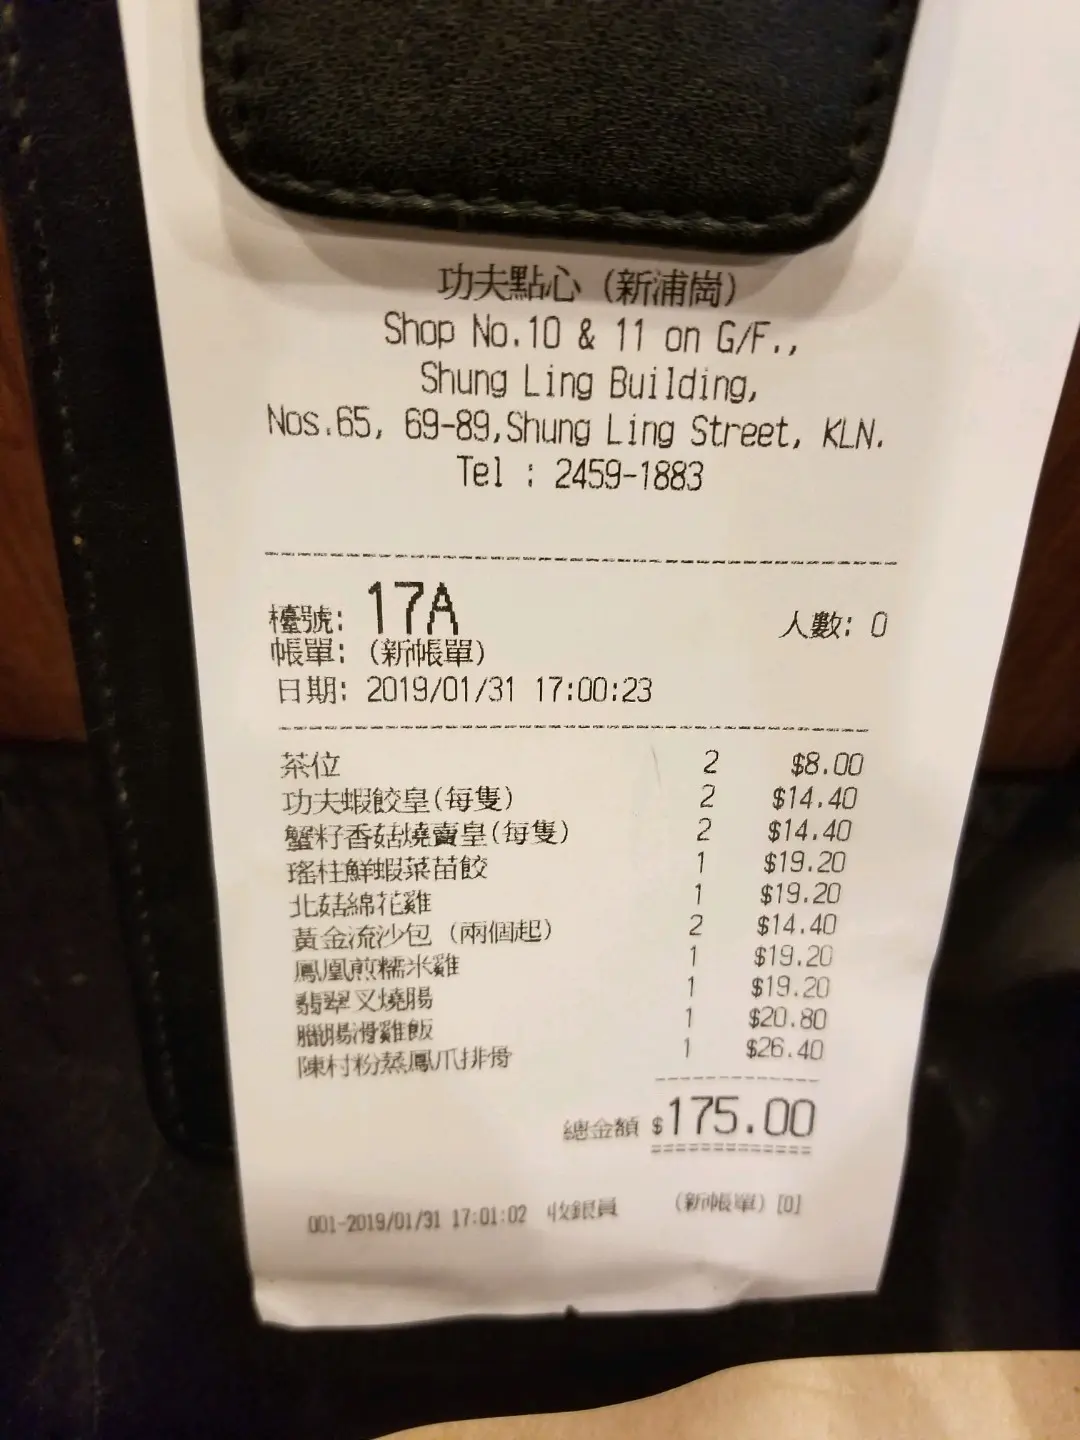 功夫點心 (新浦崗)
Shop No.10 & 11 on G/F.,
Shung Ling Building,
Nos.65, 69-89,Shung Ling Street, KLN.
Tel : 2459-1883
檯號: 17A 人數: 0
帳單: (新帳單)
日期: 2019/01/31 17:00:23
茶位 2 $8.00
功夫蝦餃皇(每隻) 2 $14.40
蟹籽香菇燒賣皇(每隻) 2 $14.40
瑤柱鮮蝦菜苗餃 1 $19.20
北菇綿花雞 1 $19.20
黃金流沙包 (兩個起) 2 $14.40
鳳凰煎糯米雞 1 $19.20
翡翠叉燒腸 1 $19.20
臘腸滑雞飯 1 $20.80
陳村粉蒸鳳爪排骨 1 $26.40
總金額 $175.00
001-2019/01/31 17:01:02 收銀員 (新帳單) [0]